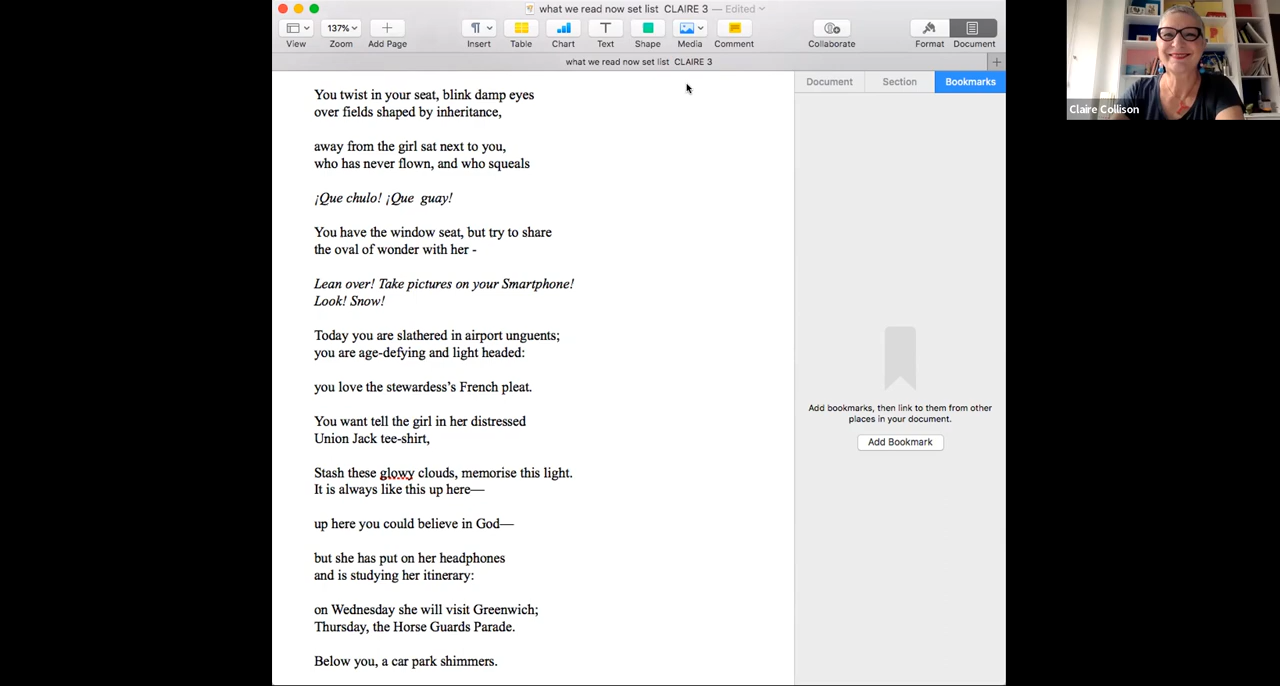 what we read now set list CLAIRE 3 — Edited
137%
View Zoom Add Page Insert Table Chart Text Shape Media Comment Collaborate Format Document
what we read now set list CLAIRE 3
Document Section Bookmarks
You twist in your seat, blink damp eyes
over fields shaped by inheritance,
away from the girl sat next to you,
who has never flown, and who squeals
¡Que chulo! ¡Que guay!
You have the window seat, but try to share
the oval of wonder with her -
Lean over! Take pictures on your Smartphone!
Look! Snow!
Today you are slathered in airport unguents;
you are age-defying and light headed:
you love the stewardess’s French pleat.
You want tell the girl in her distressed
Union Jack tee-shirt,
Stash these glowy clouds, memorise this light.
It is always like this up here—
up here you could believe in God—
but she has put on her headphones
and is studying her itinerary:
on Wednesday she will visit Greenwich;
Thursday, the Horse Guards Parade.
Below you, a car park shimmers.
Add bookmarks, then link to them from other
places in your document.
Add Bookmark
Claire Collison